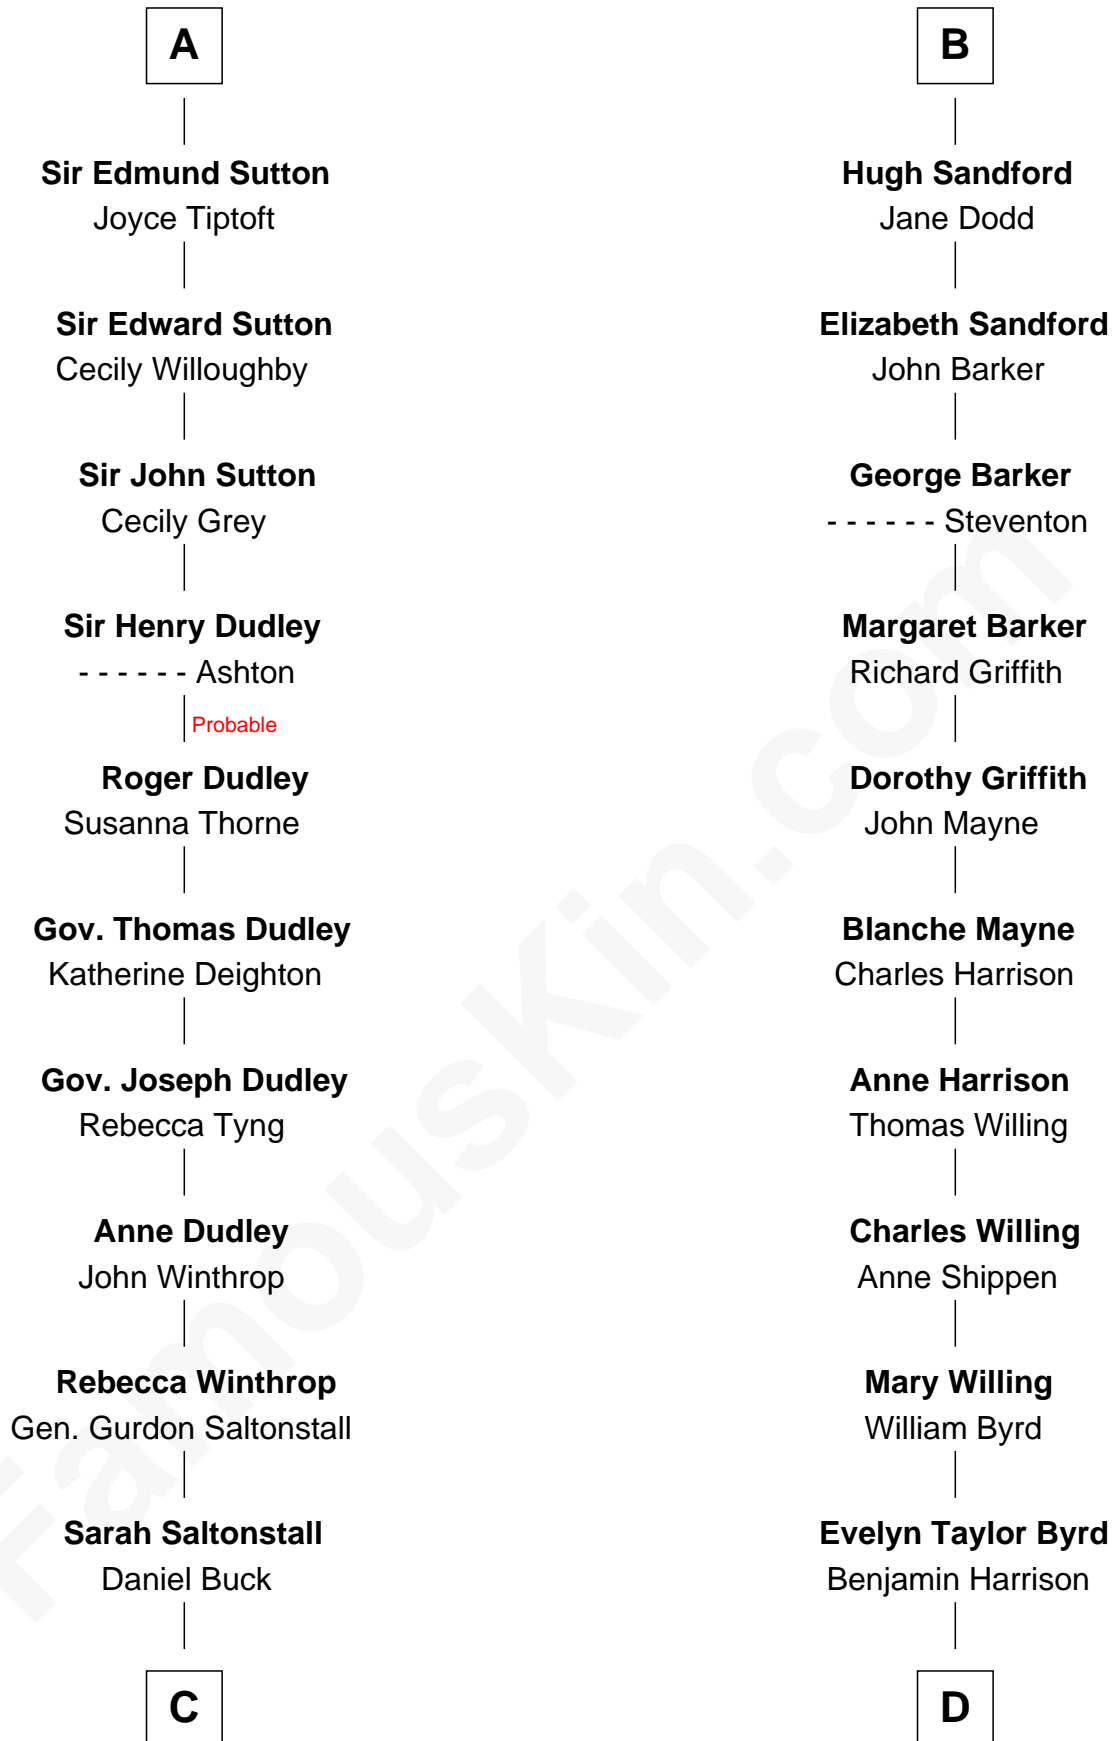 A
Sir Edmund Sutton
Joyce Tiptoft
Sir Edward Sutton
Cecily Willoughby
Sir John Sutton
Cecily Grey
Sir Henry Dudley
- - - - - - Ashton
Probable
Roger Dudley
Susanna Thorne
Gov. Thomas Dudley
Katherine Deighton
Gov. Joseph Dudley
Rebecca Tyng
Anne Dudley
John Winthrop
Rebecca Winthrop
Gen. Gurdon Saltonstall
Sarah Saltonstall
Daniel Buck
C
B
Hugh Sandford
Jane Dodd
Elizabeth Sandford
John Barker
George Barker
- - - - - - Steventon
Margaret Barker
Richard Griffith
Dorothy Griffith
John Mayne
Blanche Mayne
Charles Harrison
Anne Harrison
Thomas Willing
Charles Willing
Anne Shippen
Mary Willing
William Byrd
Evelyn Taylor Byrd
Benjamin Harrison
D
FamousKin.com